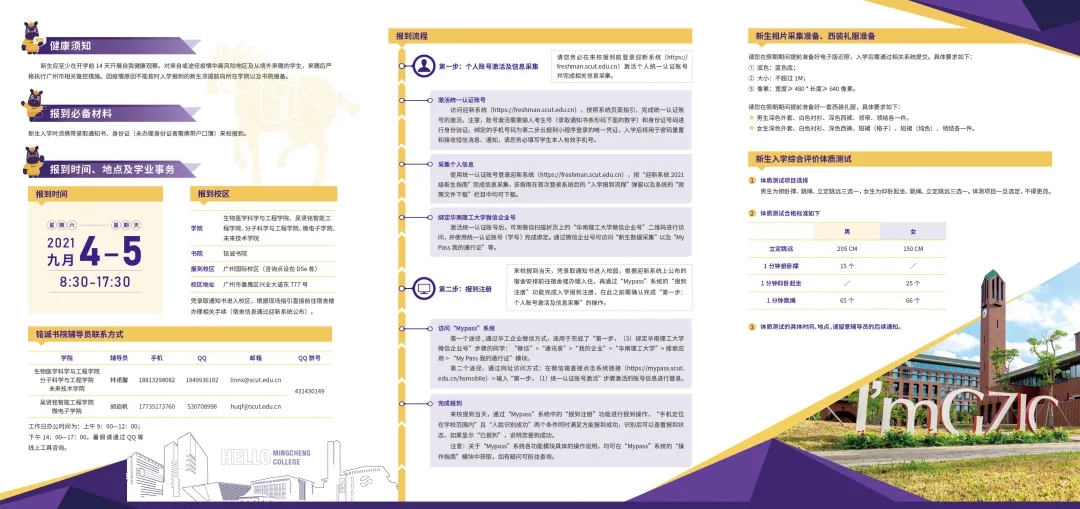 健康须知
新生应至少在开学前 14 天开展自我健康观察。对来自或途径疫情中高风险地区及从境外来穗的学生，来穗后严
格执行广州市相关管控措施。因疫情原因不能按时入学报到的新生须提前向所在学院以及书院报备。
报到必备材料
新生入学时须携带录取通知书、身份证（未办理身份证者需携带户口簿）来校报到。
报到时间、地点及学业事务
报到时间
星期六
星期天
2021
九月
4—5
8:30-17:30
报到校区
学院
生物医学科学与工程学院、吴贤铭智能工
程学院、分子科学与工程学院、微电子学院、
未来技术学院
书院 铭诚书院
报到校区 广州国际校区（咨询点设在 D5e 尊）
校区地址 广州市番禺区兴业大道东 777 号
凭录取通知书进入校区，根据现场指引直接前往宿舍楼
办理相关手续（宿舍信息通过迎新系统公布）。
铭诚书院辅导员联系方式
学院 辅导员 手机 QQ 邮箱 QQ 群号
生物医学科学与工程学院
分子科学与工程学院
未来技术学院
林诺馨 18813298082 1849936182 linnx@scut.edu.cn
431430149
吴贤铭智能工程学院
微电子学院
胡启帆 17735173760 530708998 huqf@scut.edu.cn
工作日办公时间为：上午 9：00—12：00；
下午 14：00—17：00。暑假请通过 QQ 等
线上工具咨询。
HELLO MINGCHENG
COLLEGE
报到流程
第一步：个人账号激活及信息采集
请您务必在来校报到前登录迎新系统（https://
freshman.scut.edu.cn）激活个人统一认证账号
并完成相关信息采集。
激活统一认证账号
访问迎新系统（https://freshman.scut.edu.cn），按照系统页面指引，完成统一认证账
号的激活。注意，账号激活需要输入考生号（录取通知书条形码下面的数字）和身份证号码进
行身份验证，绑定的手机号码为第二步云报到小程序登录的唯一凭证，入学后将用于密码重置
和接收短信消息、通知，请您务必填写学生本人有效手机号。
采集个人信息
使用统一认证账号登录迎新系统（https://freshman.scut.edu.cn），按“迎新系统 2021
级新生指南”完成信息采集。该指南在首次登录系统后的“入学报到流程”弹窗以及系统的“政
策文件下载”栏目中均可下载。
绑定华南理工大学微信企业号
激活统一认证账号后，可用微信扫描折页上的“华南理工大学微信企业号”二维码进行访
问，并使用统一认证账号（学号）完成绑定。通过微信企业号可访问“新生数据采集”以及“My
Pass 我的通行证”等。
第二步：报到注册
来校报到当天，凭录取通知书进入校园，根据迎新系统上公布的
宿舍安排前往宿舍楼办理入住，再通过“Mypass”系统的“报
到注册”功能完成入学报到注册，在此之前需确认完成“第一步：
个人账号激活及信息采集”的操作。
访问“Mypass”系统
第一个途径，通过华工企业微信方式，适用于完成了“第一步，（3）绑定华南理工大学
微信企业号”步骤的同学：“微信” > “通讯录” > “我的企业” > “华南理工大学” > 搜索应
用 > “My Pass 我的通行证”模块。
第二个途径，通过网址访问方式：在微信端直接点击系统链接（https://mypass.scut.
edu.cn/hsmobile）> 输入“第一步，（1）统一认证账号激活”步骤激活的账号信息进行登录。
完成报到
来校报到当天，通过“Mypass”系统中的“报到注册”功能进行报到操作。“手机定位
在学校范围内”且“人脸识别成功”两个条件同时满足方能报到成功，识别后可以查看报到状
态，如果显示“已报到”，说明您报到成功。
注意：关于“Mypass”系统各功能模块具体的操作说明，均可在“Mypass”系统的“操
作指南”模块中获取，如有疑问可前往查询。
新生相片采集准备、西装礼服准备
请您在假期期间提前准备好电子版近照，入学后需通过相关系统提交。具体要求如下：
① 底色：蓝色底；
② 大小：不超过 1M；
③ 像素：宽度≥ 480 * 长度≥ 640 像素。
请您在假期期间提前准备好一套西装礼服，具体要求如下：
★ 男生深色外套、白色衬衫、深色西裤、领带、领结各一件。
★ 女生深色外套、白色衬衫、深色西裤、短裙（格子）、短裙（纯色）、领结各一件。
新生入学综合评价体质测试
1 体质测试项目选择
男生为俯卧撑、跳绳、立定跳远三选一，女生为仰卧起坐、跳绳、立定跳远三选一。体测项目一旦选定，不得更改。
2 体质测试合格标准如下
男 女
立定跳远 205 CM 150 CM
1 分钟俯卧撑 15 个 ／
1 分钟仰卧起坐 ／ 25 个
1 分钟跳绳 65 个 66 个
3 体质测试的具体时间、地点，请留意辅导员的后续通知。
I'mGZIC